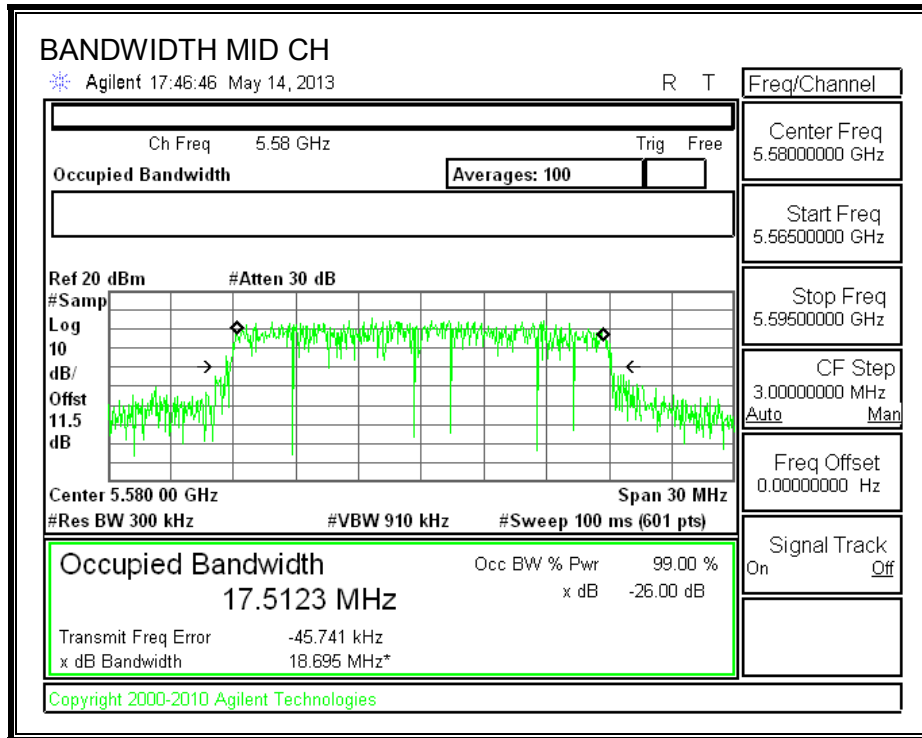 BANDWIDTH MID CH
Agilent 17:46:46 May 14, 2013 R T
Freq/Channel
Ch Freq 5.58 GHz Trig Free
Occupied Bandwidth Averages: 100
Center Freq
5.58000000 GHz
Start Freq
5.56500000 GHz
Stop Freq
5.59500000 GHz
CF Step
3.00000000 MHz
Auto Man
Freq Offset
0.00000000 Hz
Signal Track
On Off
Ref 20 dBm #Atten 30 dB
#Samp
Log
10
dB/
Offst
11.5
dB
Center 5.580 00 GHz Span 30 MHz
#Res BW 300 kHz #VBW 910 kHz #Sweep 100 ms (601 pts)
Occupied Bandwidth Occ BW % Pwr 99.00 %
17.5123 MHz x dB -26.00 dB
Transmit Freq Error -45.741 kHz
x dB Bandwidth 18.695 MHz*
Copyright 2000-2010 Agilent Technologies